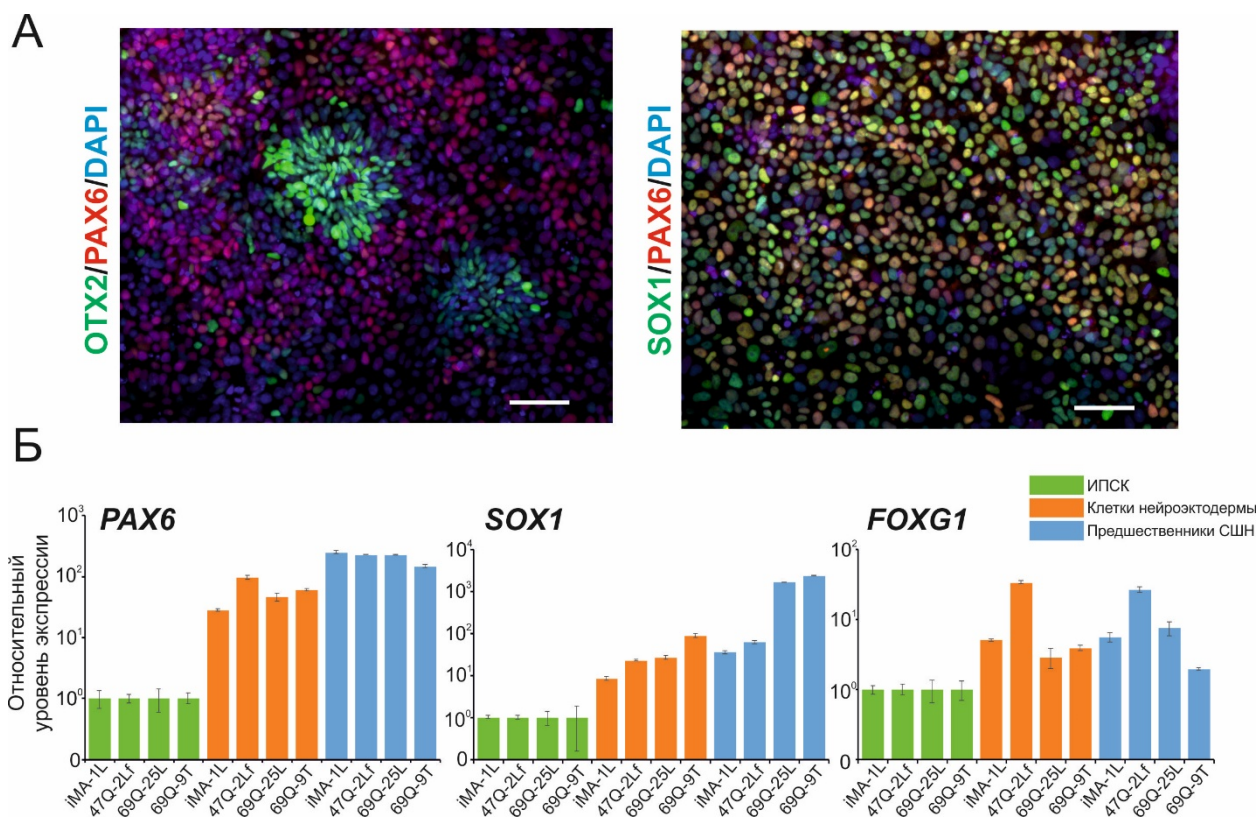 А
OTX2/PAX6/DAPI
SOX1/PAX6/DAPI
Б
ИПСК
Клетки нейроэктодермы
Предшественники СШН
Относительный
уровень экспрессии
PAX6
10³
10²
10¹
10⁰
0
iMA-1L
47Q-2Lf
69Q-25L
69Q-9T
iMA-1L
47Q-2Lf
69Q-25L
69Q-9T
iMA-1L
47Q-2Lf
69Q-25L
69Q-9T
SOX1
10⁴
10³
10²
10¹
10⁰
0
iMA-1L
47Q-2Lf
69Q-25L
69Q-9T
iMA-1L
47Q-2Lf
69Q-25L
69Q-9T
iMA-1L
47Q-2Lf
69Q-25L
69Q-9T
FOXG1
10²
10¹
10⁰
0
iMA-1L
47Q-2Lf
69Q-25L
69Q-9T
iMA-1L
47Q-2Lf
69Q-25L
69Q-9T
iMA-1L
47Q-2Lf
69Q-25L
69Q-9T